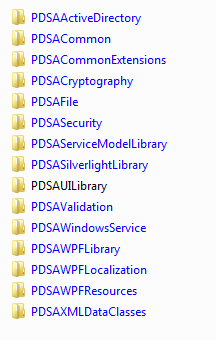 PDSAActiveDirectory
PDSACommon
PDSACommonExtensions
PDSACryptography
PDSAFile
PDSASecurity
PDSAServiceModelLibrary
PDSASilverlightLibrary
PDSAUILibrary
PDSAValidation
PDSAWindowsService
PDSAWPFLibrary
PDSAWPFLocalization
PDSAWPFResources
PDSAXMLDataClasses